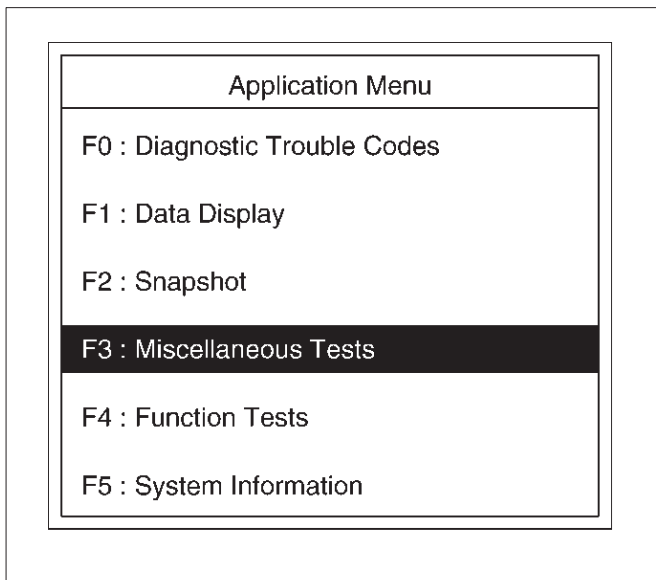 Application Menu
F0 : Diagnostic Trouble Codes
F1 : Data Display
F2 : Snapshot
F3 : Miscellaneous Tests
F4 : Function Tests
F5 : System Information